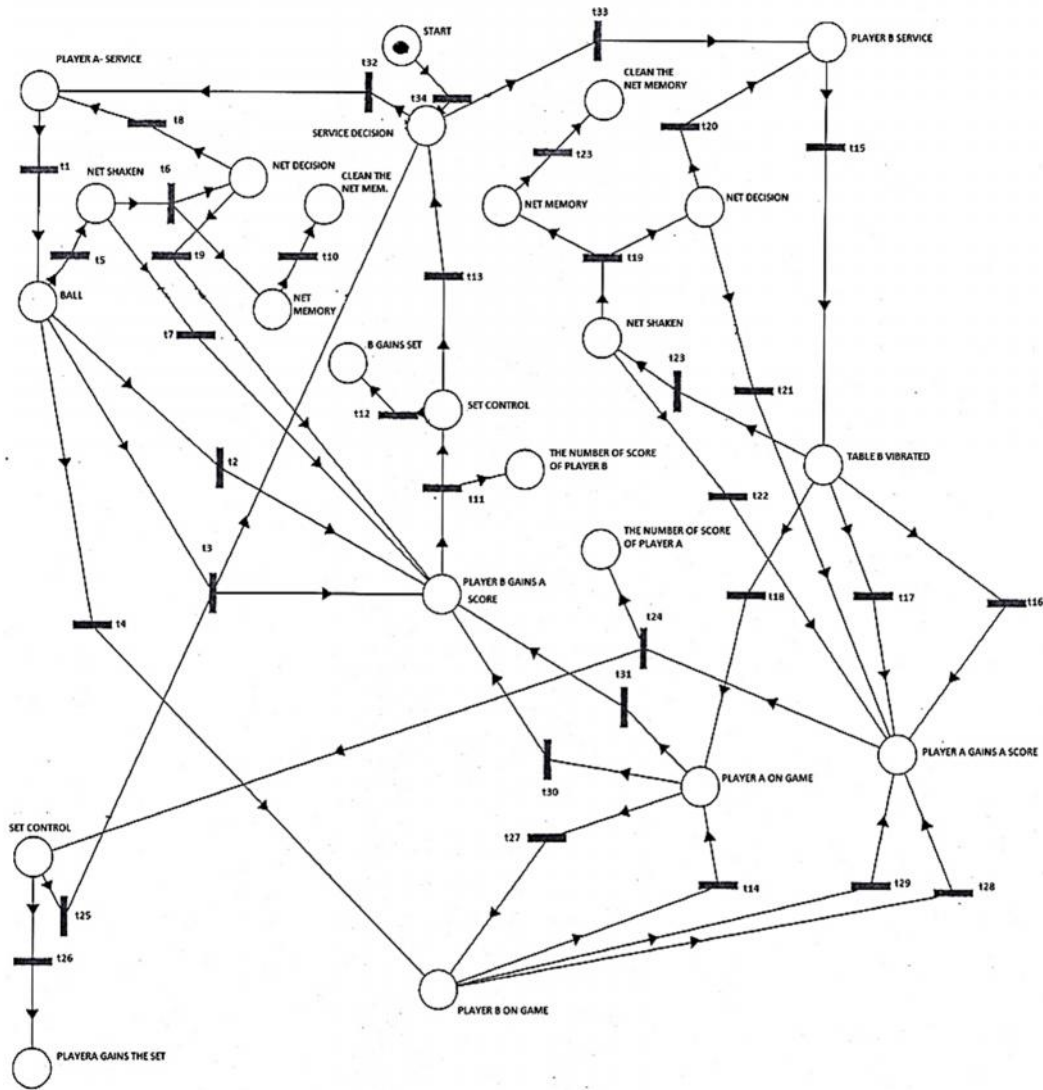 t33
START
PLAYER B SERVICE
PLAYER A- SERVICE
t32
CLEAN THE
NET MEMORY
t34
t8
SERVICE DECISION
t20
t6
t23
t15
t1
NET SHAKEN
NET DECISION
CLEAN THE
NET MEM.
NET MEMORY
NET DECISION
t5
t9
t10
t19
t13
BALL
NET
MEMORY
t7
NET SHAKEN
B GAINS SET
t23
t21
t12
SET CONTROL
THE NUMBER OF SCORE
OF PLAYER B
t2
TABLE B VIBRATED
t11
t22
THE NUMBER OF SCORE
OF PLAYER A
t3
PLAYER B GAINS A
SCORE
t18
t17
t16
t4
t24
t31
PLAYER A GAINS A SCORE
t30
PLAYER A ON GAME
SET CONTROL
t27
t14
t29
t28
t25
t26
PLAYER B ON GAME
PLAYERA GAINS THE SET